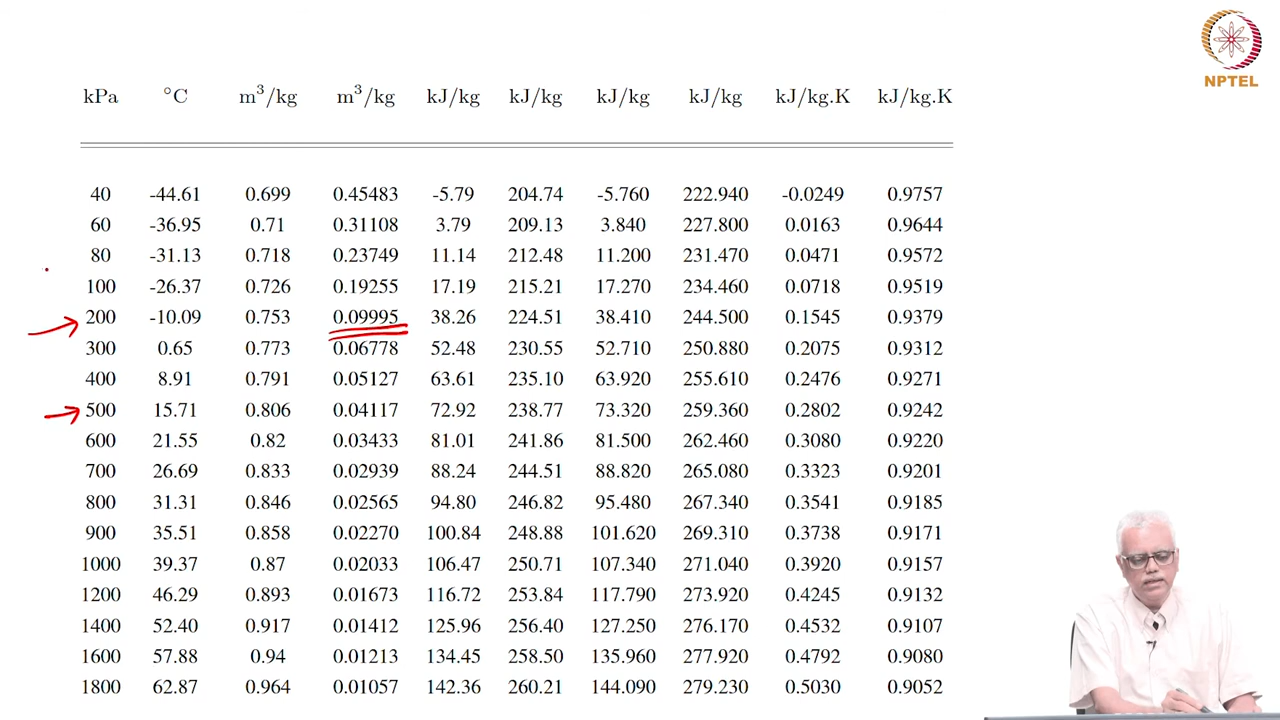 NPTEL
kPa °C m³/kg m³/kg kJ/kg kJ/kg kJ/kg kJ/kg kJ/kg.K kJ/kg.K
40 -44.61 0.699 0.45483 -5.79 204.74 -5.760 222.940 -0.0249 0.9757
60 -36.95 0.71 0.31108 3.79 209.13 3.840 227.800 0.0163 0.9644
80 -31.13 0.718 0.23749 11.14 212.48 11.200 231.470 0.0471 0.9572
100 -26.37 0.726 0.19255 17.19 215.21 17.270 234.460 0.0718 0.9519
200 -10.09 0.753 0.09995 38.26 224.51 38.410 244.500 0.1545 0.9379
300 0.65 0.773 0.06778 52.48 230.55 52.710 250.880 0.2075 0.9312
400 8.91 0.791 0.05127 63.61 235.10 63.920 255.610 0.2476 0.9271
500 15.71 0.806 0.04117 72.92 238.77 73.320 259.360 0.2802 0.9242
600 21.55 0.82 0.03433 81.01 241.86 81.500 262.460 0.3080 0.9220
700 26.69 0.833 0.02939 88.24 244.51 88.820 265.080 0.3323 0.9201
800 31.31 0.846 0.02565 94.80 246.82 95.480 267.340 0.3541 0.9185
900 35.51 0.858 0.02270 100.84 248.88 101.620 269.310 0.3738 0.9171
1000 39.37 0.87 0.02033 106.47 250.71 107.340 271.040 0.3920 0.9157
1200 46.29 0.893 0.01673 116.72 253.84 117.790 273.920 0.4245 0.9132
1400 52.40 0.917 0.01412 125.96 256.40 127.250 276.170 0.4532 0.9107
1600 57.88 0.94 0.01213 134.45 258.50 135.960 277.920 0.4792 0.9080
1800 62.87 0.964 0.01057 142.36 260.21 144.090 279.230 0.5030 0.9052